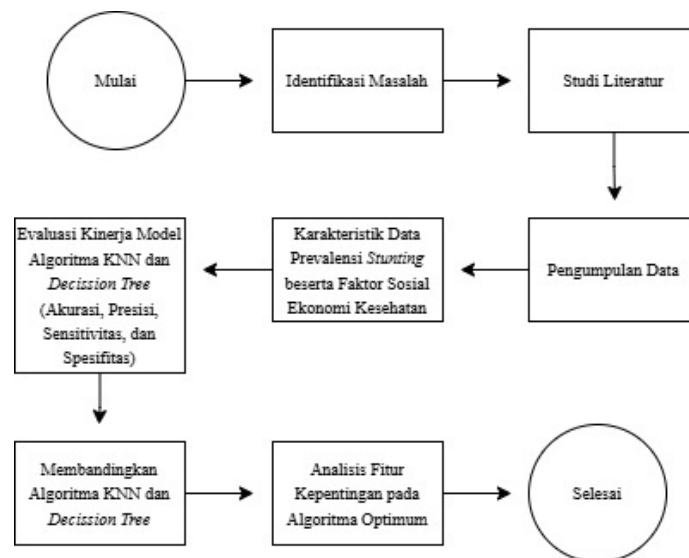 Mulai
Identifikasi Masalah
Studi Literatur
Pengumpulan Data
Karakteristik Data
Prevalensi Stunting
beserta Faktor Sosial
Ekonomi Kesehatan
Evaluasi Kinerja Model
Algoritma KNN dan
Decission Tree
(Akurasi, Presisi,
Sensitivitas, dan
Spesifitas)
Membandingkan
Algoritma KNN dan
Decission Tree
Analisis Fitur
Kepentingan pada
Algoritma Optimum
Selesai